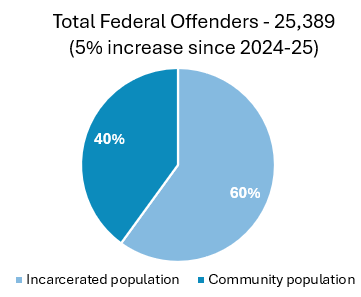 Total Federal Offenders - 25,389
(5% increase since 2024-25)
40%
60%
Incarcerated population
Community population